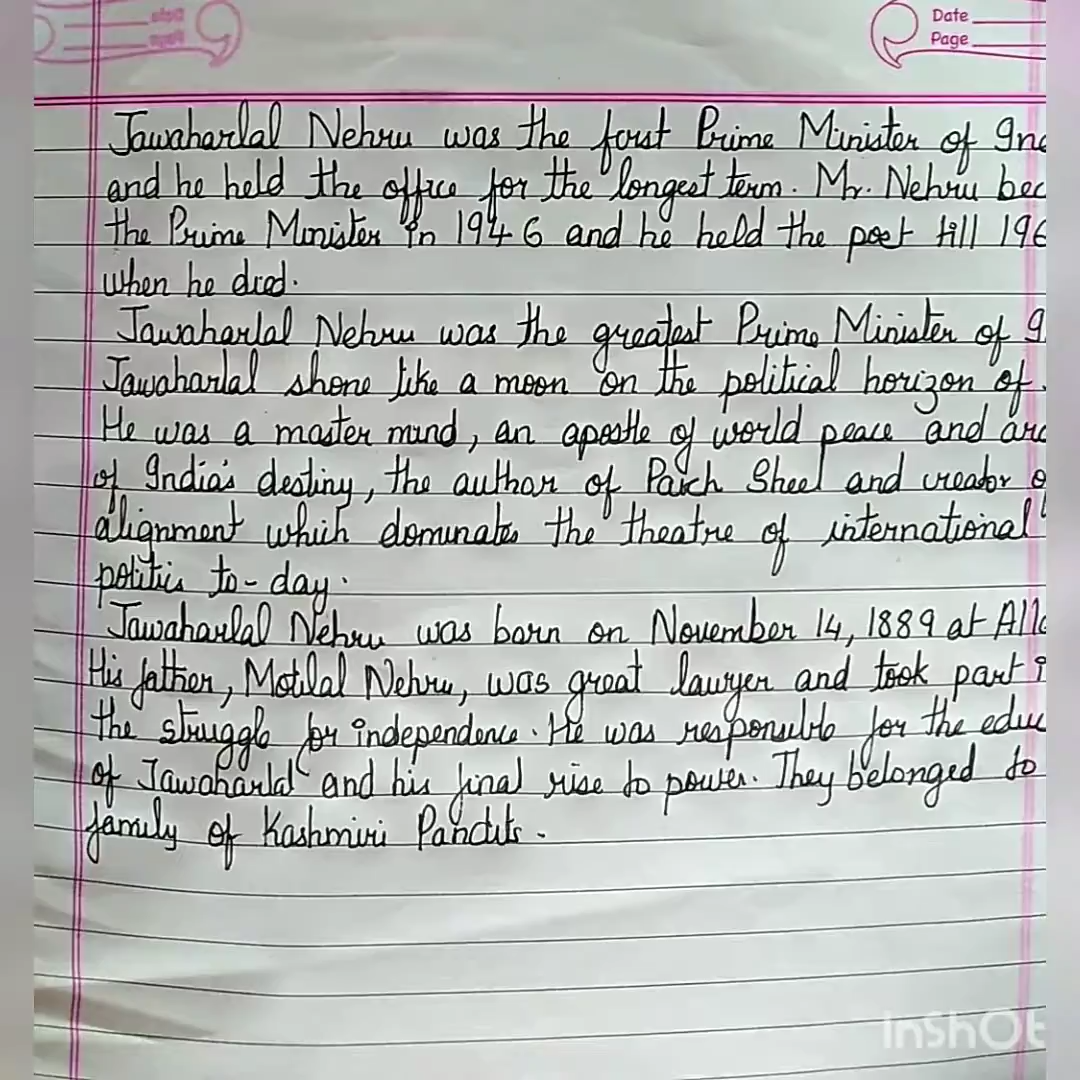 Date
Page
Jawaharlal Nehru was the first Prime Minister of Ind
and he held the office for the longest term. Mr. Nehru bec
the Prime Minister in 1946 and he held the post till 196
when he died.
Jawaharlal Nehru was the greatest Prime Minister of
Jawaharlal shone like a moon on the political horizon of
He was a master mind, an apostle of world peace and arc
of India's destiny, the author of Panch Sheel and creator o
alignment which dominates the theatre of international
politics to-day.
Jawaharlal Nehru was born on November 14, 1889 at Alla
His father, Motilal Nehru, was great lawyer and took part i
the struggle for independence. He was responsible for the educ
of Jawaharlal and his final rise to power. They belonged to
family of Kashmiri Pandits.
InShOt